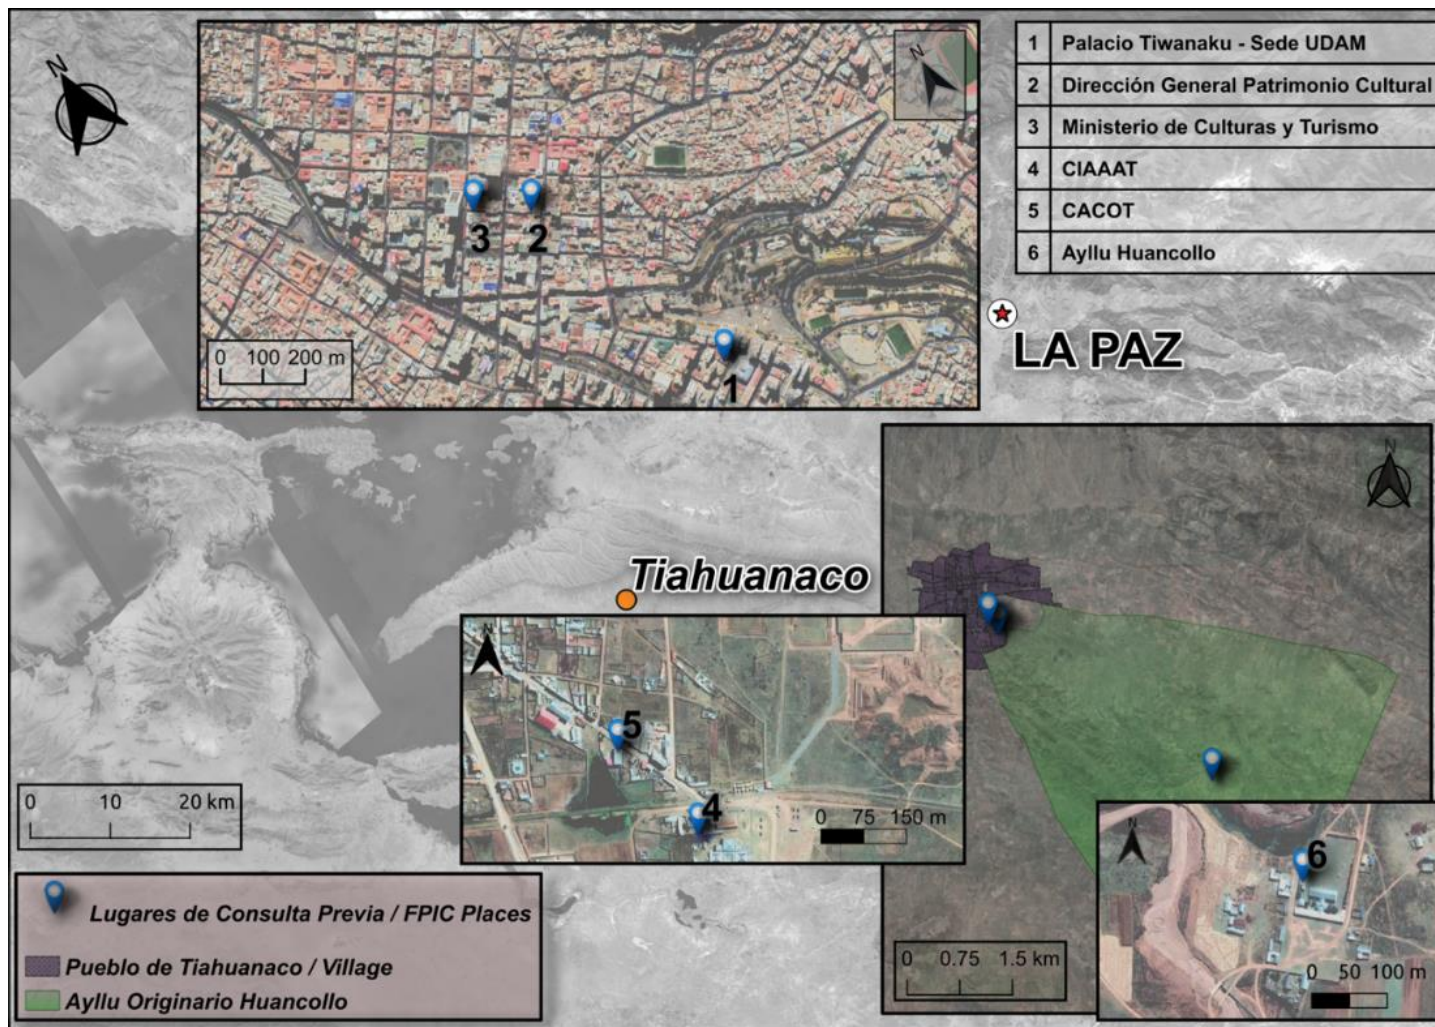 N
N
1 Palacio Tiwanaku - Sede UDAM
2 Dirección General Patrimonio Cultural
3 Ministerio de Culturas y Turismo
4 CIAAAT
5 CACOT
6 Ayllu Huancollo
3
2
1
0 100 200 m
LA PAZ
N
Tiahuanaco
N
5
4
0 75 150 m
0 10 20 km
N
6
0 50 100 m
0 0.75 1.5 km
Lugares de Consulta Previa / FPIC Places
Pueblo de Tiahuanaco / Village
Ayllu Originario Huancollo